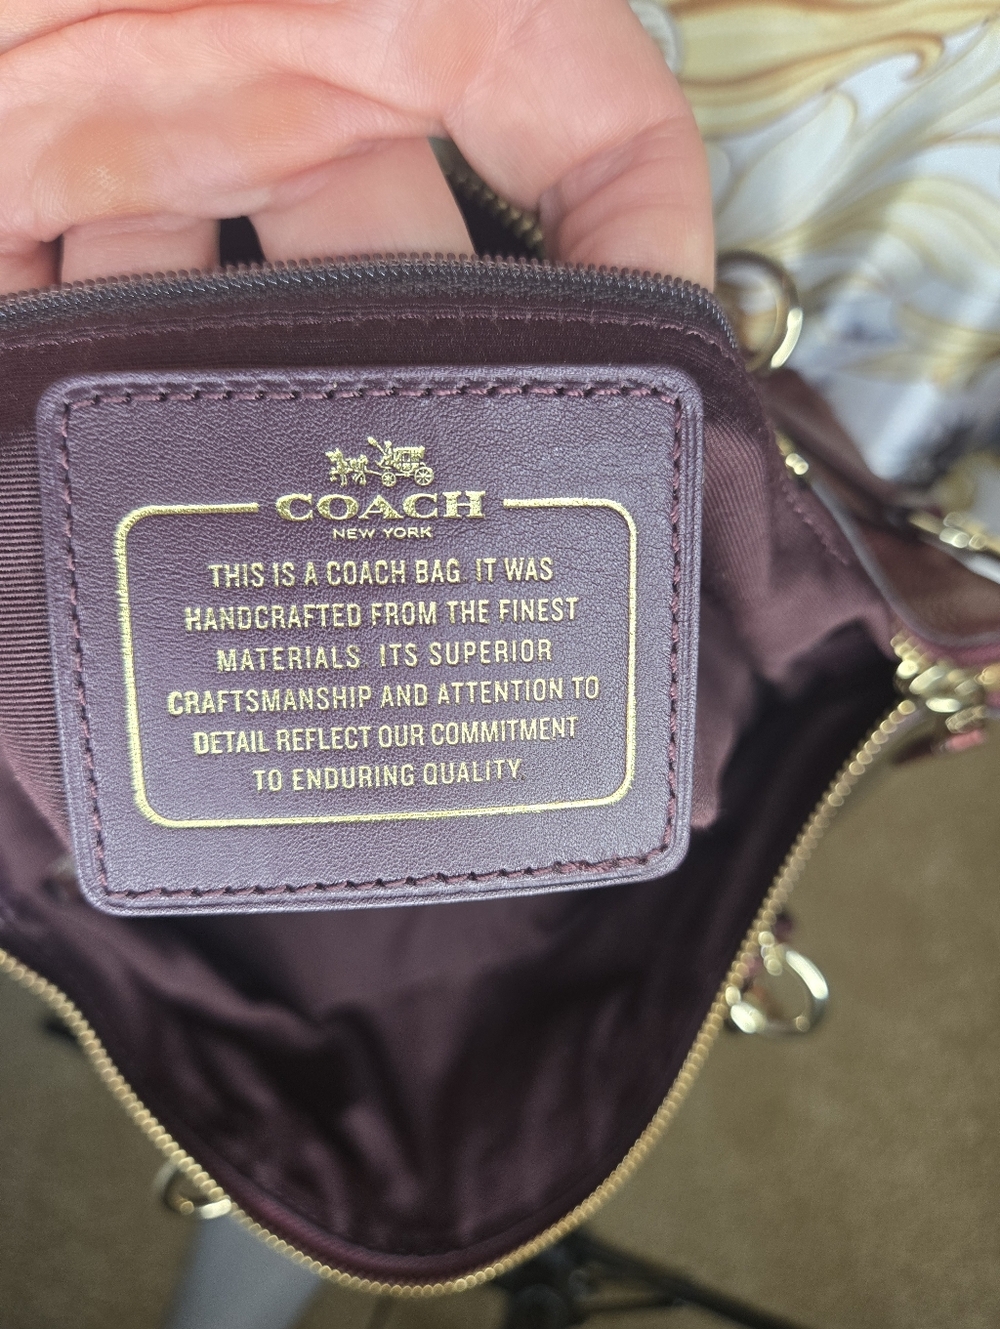 COACH
NEW YORK
THIS IS A COACH BAG. IT WAS
HANDCRAFTED FROM THE FINEST
MATERIALS. ITS SUPERIOR
CRAFTSMANSHIP AND ATTENTION TO
DETAIL REFLECT OUR COMMITMENT
TO ENDURING QUALITY.